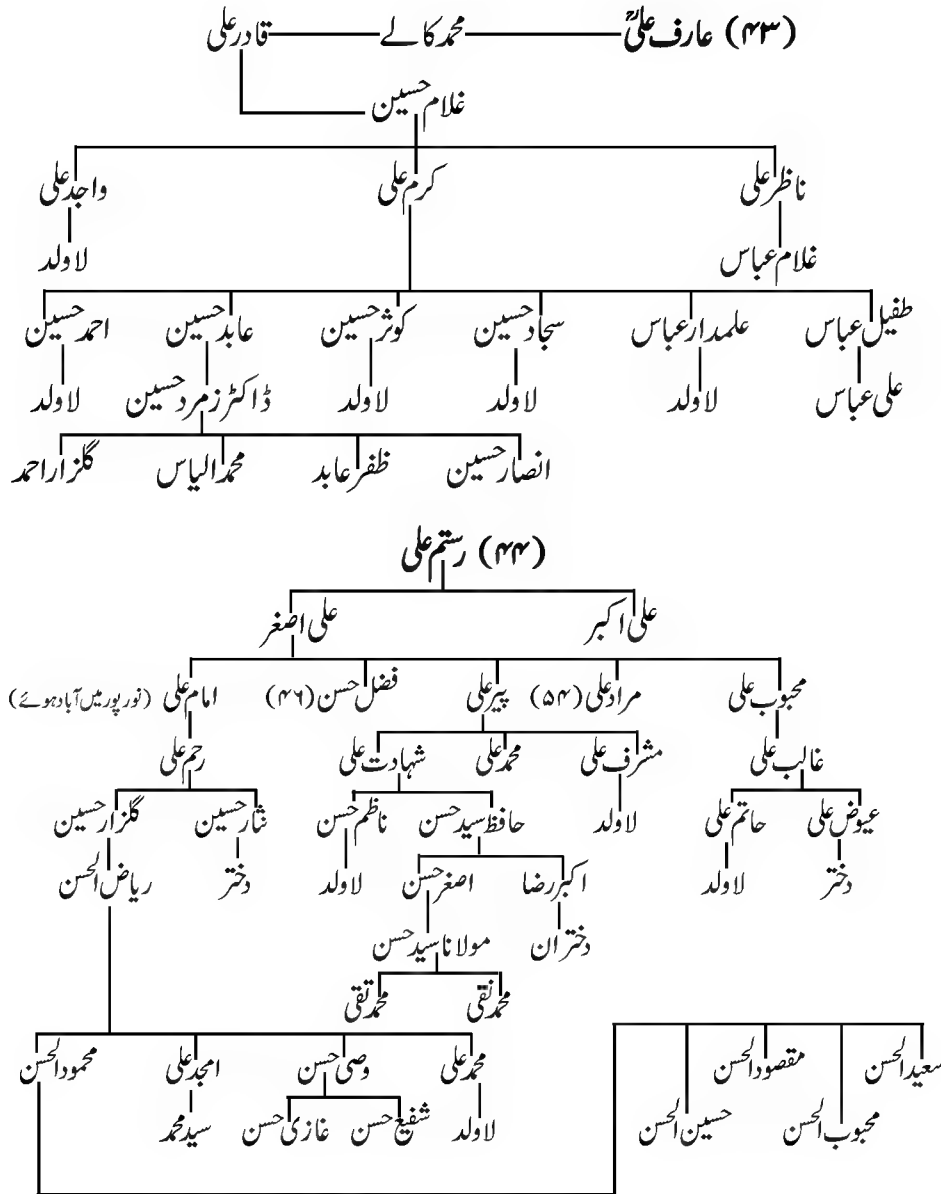 (۴۳) عارف علیؒ محمد کالے قادر علی
غلام حسین
ناظر علی کرم علی واجد علی
غلام عباس لاولد
طفیل عباس علمدار عباس سجاد حسین کوثر حسین عابد حسین احمد حسین
علی عباس لاولد لاولد لاولد ڈاکٹر زمرد حسین لاولد
انصار حسین ظفر عابد محمد الیاس گلزار احمد
(۴۴) رستم علی
علی اکبر علی اصغر
محبوب علی مراد علی (۵۴) پیر علی فضل حسن (۴۶) امام علی (نور پور میں آباد ہوئے)
غالب علی مشرف علی محمد علی شہادت علی رحم علی
عیوض علی حاتم علی لاولد حافظ سید حسن ناظم حسن نثار حسین گلزار حسین
دختر لاولد اکبر رضا اصغر حسن لاولد دختر ریاض الحسن
دختران مولانا سید حسن
محمد نقی محمد تقی
سعید الحسن مقصود الحسن محمد علی وصی حسن امجد علی محمود الحسن
محبوب الحسن حسین الحسن لاولد شفیع حسن غازی حسن سید محمد